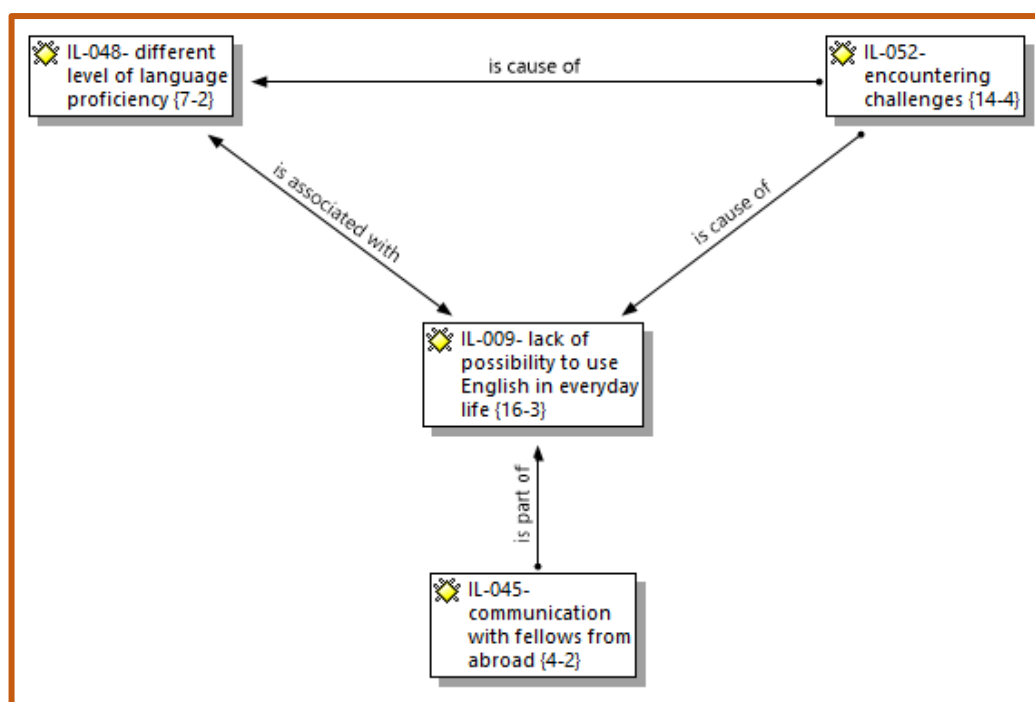 IL-048- different
level of language
proficiency {7-2}
is cause of
IL-052-
encountering
challenges {14-4}
is associated with
is cause of
IL-009- lack of
possibility to use
English in everyday
life {16-3}
is part of
IL-045-
communication
with fellows from
abroad {4-2}